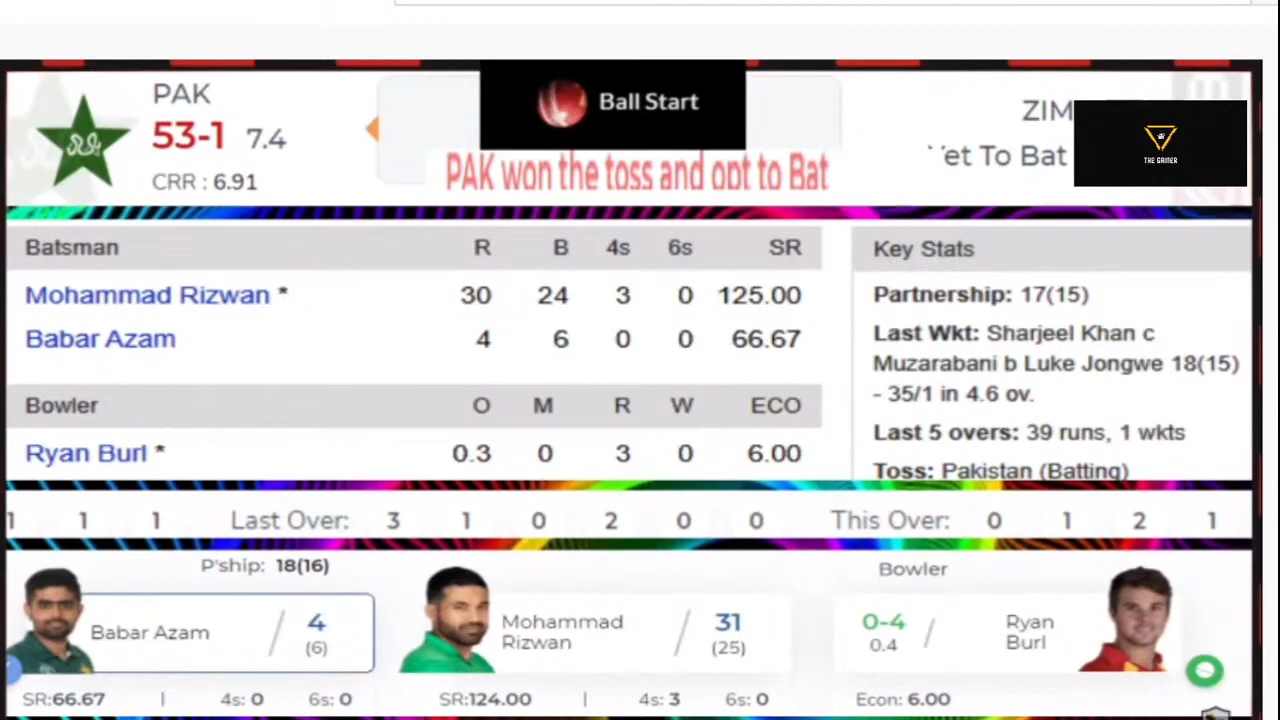 PAK
53-1 7.4
CRR : 6.91
Ball Start
PAK won the toss and opt to Bat
ZIM
et To Bat
THE GAMER
Batsman R B 4s 6s SR
Mohammad Rizwan * 30 24 3 0 125.00
Babar Azam 4 6 0 0 66.67
Bowler O M R W ECO
Ryan Burl * 0.3 0 3 0 6.00
Key Stats
Partnership: 17(15)
Last Wkt: Sharjeel Khan c
Muzarabani b Luke Jongwe 18(15)
- 35/1 in 4.6 ov.
Last 5 overs: 39 runs, 1 wkts
Toss: Pakistan (Batting)
1 1 1 Last Over: 3 1 0 2 0 0 This Over: 0 1 2 1
P'ship: 18(16)
Babar Azam / 4
(6)
SR:66.67 | 4s: 0 6s: 0
Mohammad
Rizwan / 31
(25)
SR:124.00 | 4s: 3 6s: 0
Bowler
0-4 / Ryan
0.4 Burl
Econ: 6.00